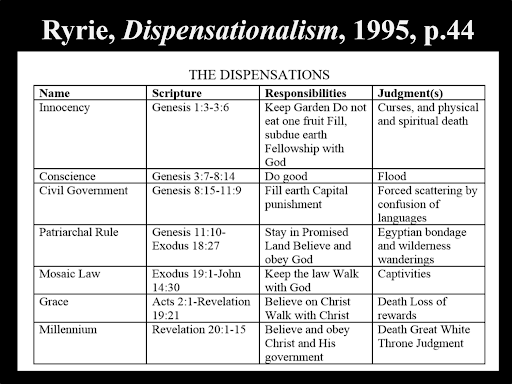 Ryrie, Dispensationalism, 1995, p.44
THE DISPENSATIONS
Name Scripture Responsibilities Judgment(s)
Innocency Genesis 1:3-3:6 Keep Garden Do not Curses, and physical
eat one fruit Fill, and spiritual death
subdue earth
Fellowship with
God
Conscience Genesis 3:7-8:14 Do good Flood
Civil Government Genesis 8:15-11:9 Fill earth Capital Forced scattering by
punishment confusion of
languages
Patriarchal Rule Genesis 11:10- Stay in Promised Egyptian bondage
Exodus 18:27 Land Believe and and wilderness
obey God wanderings
Mosaic Law Exodus 19:1-John Keep the law Walk Captivities
14:30 with God
Grace Acts 2:1-Revelation Believe on Christ Death Loss of
19:21 Walk with Christ rewards
Millennium Revelation 20:1-15 Believe and obey Death Great White
Christ and His Throne Judgment
government